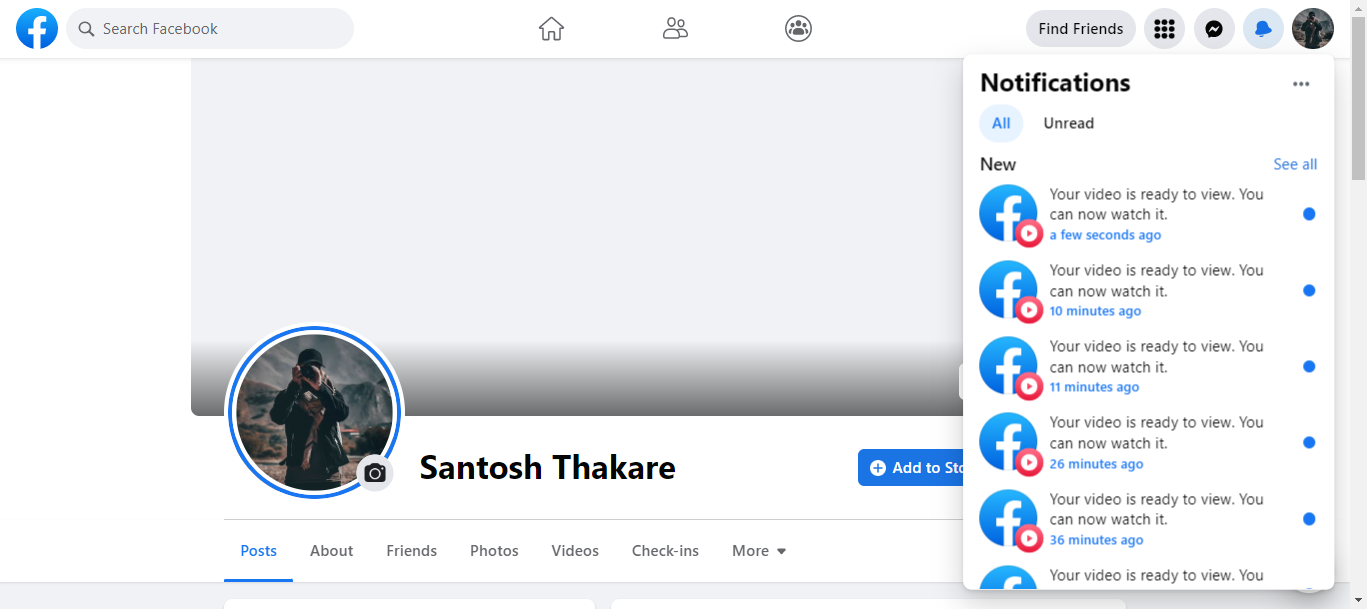 Search Facebook
Find Friends
Notifications
All
Unread
New
See all
Your video is ready to view. You
can now watch it.
a few seconds ago
Your video is ready to view. You
can now watch it.
10 minutes ago
Your video is ready to view. You
can now watch it.
11 minutes ago
Your video is ready to view. You
can now watch it.
26 minutes ago
Your video is ready to view. You
can now watch it.
36 minutes ago
Your video is ready to view. You
Santosh Thakare
Add to
Posts
About
Friends
Photos
Videos
Check-ins
More